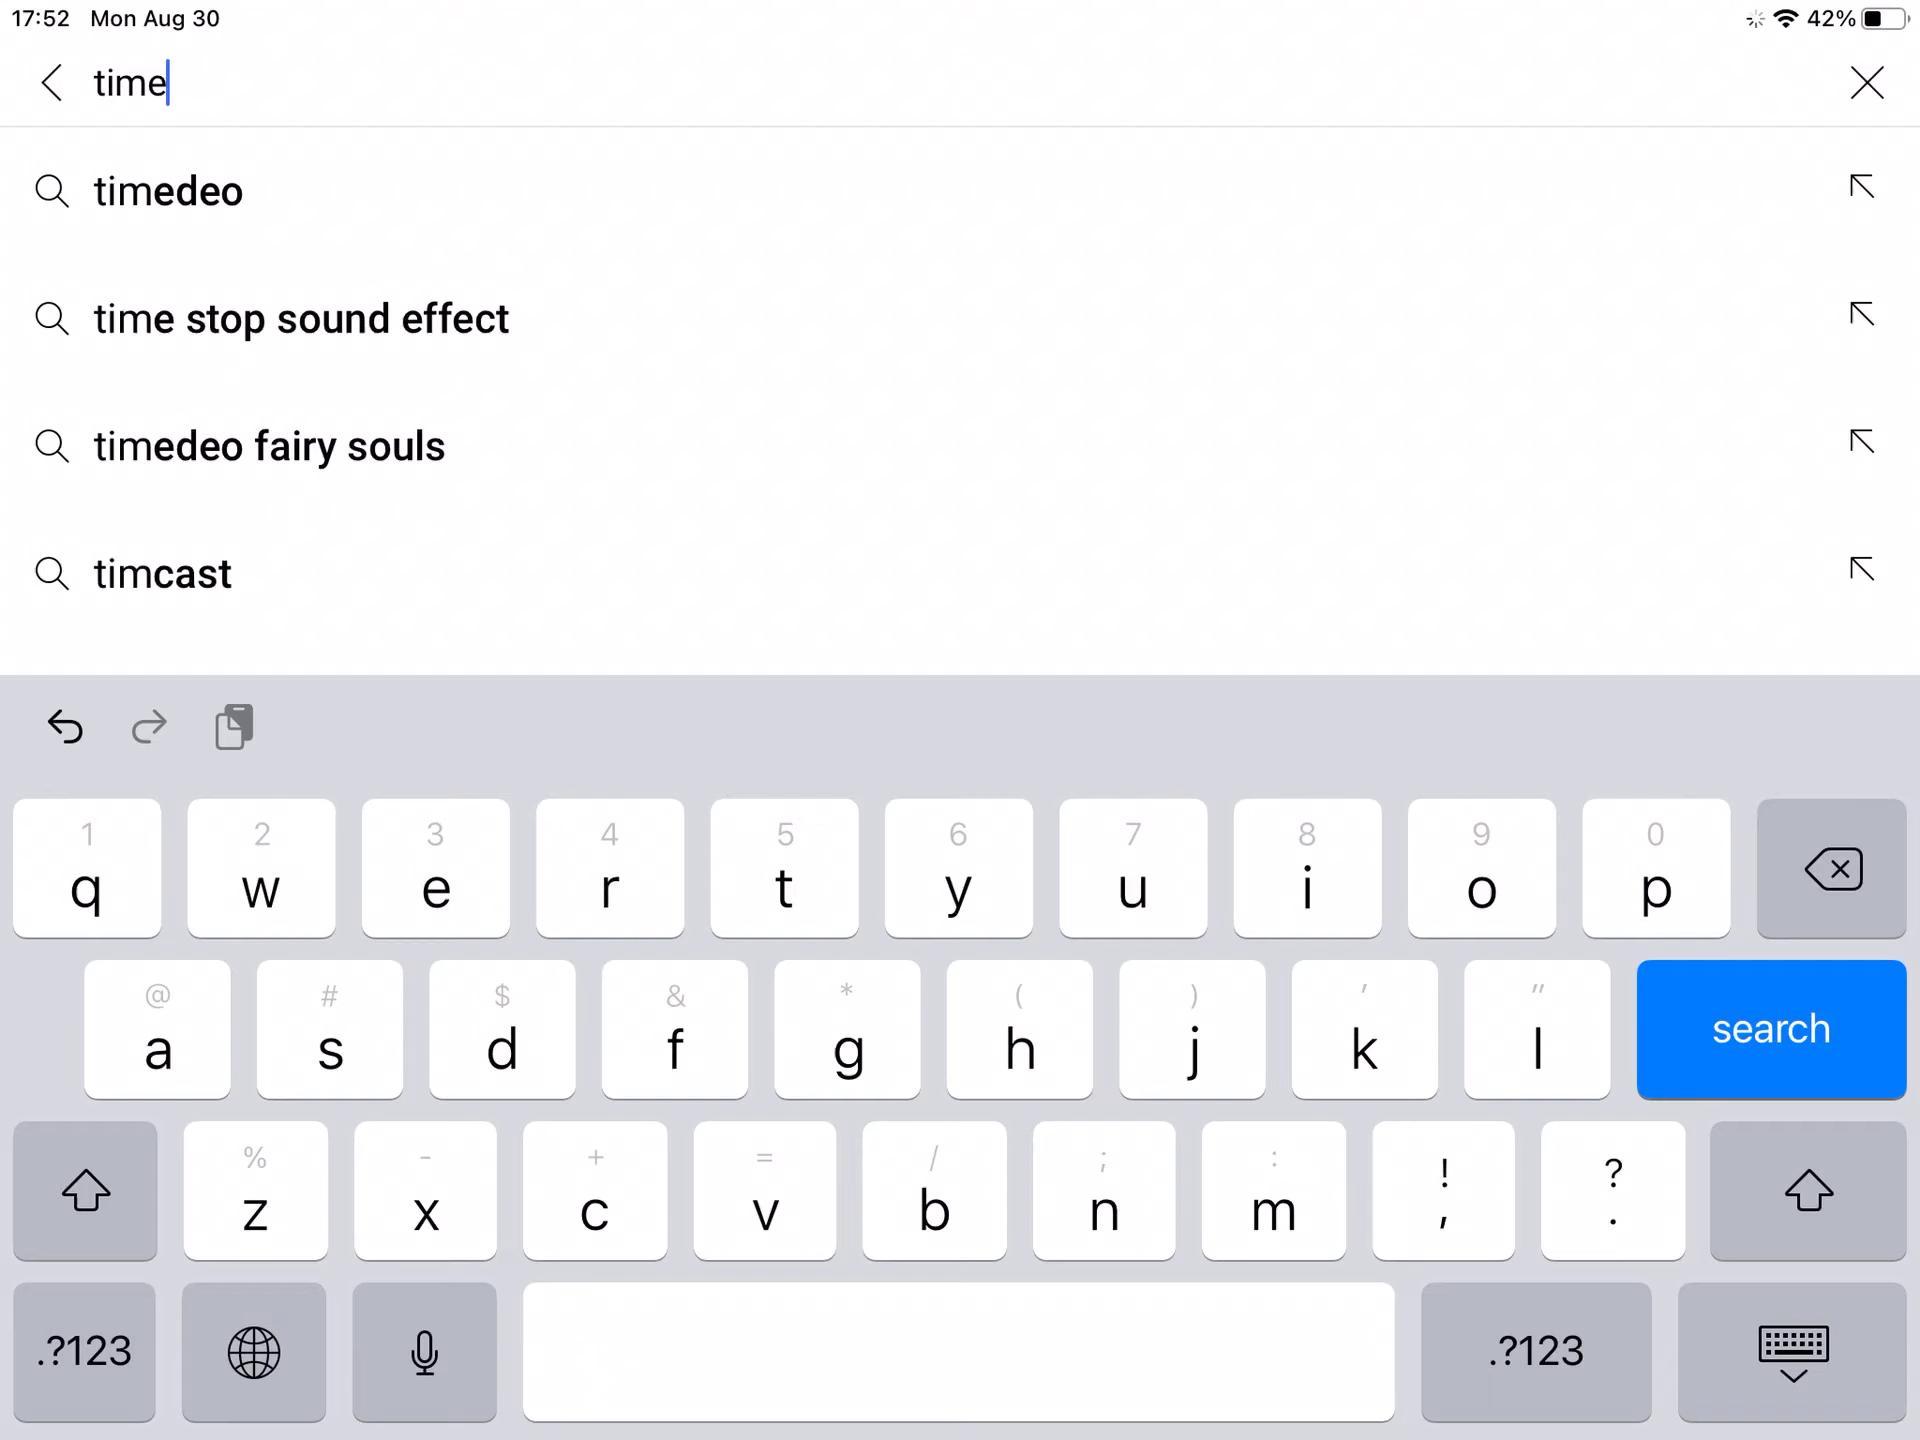 17:52 Mon Aug 30 42%
time
timedeo
time stop sound effect
timedeo fairy souls
timcast
1 2 3 4 5 6 7 8 9 0
q w e r t y u i o p
@ # $ & * ( ) ' "
a s d f g h j k l search
% - + = / ; : ! ?
z x c v b n m , .
.?123 .?123